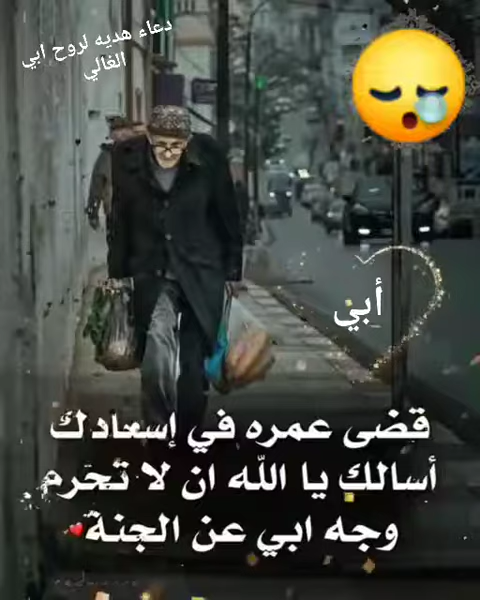 دعاء هديه لروح ابي
الغالي
أبي
قضى عمره في إسعادك
أسالك يا الله ان لا تحرم
وجه ابي عن الجنة